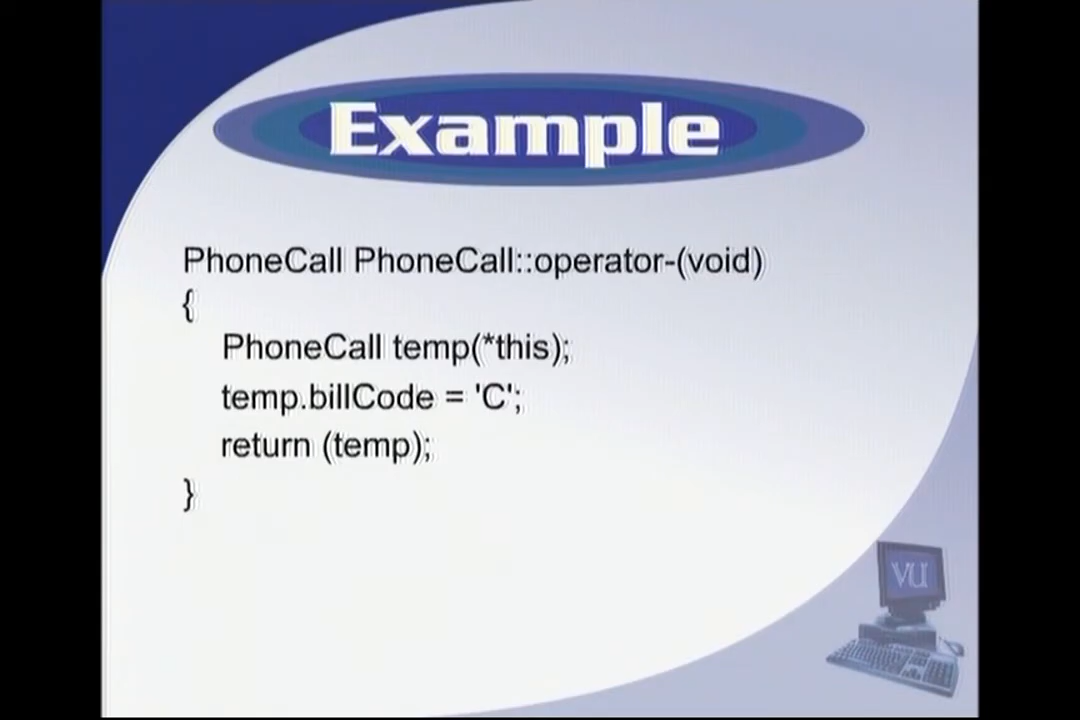 Example
PhoneCall PhoneCall::operator-(void)
{
PhoneCall temp(*this);
temp.billCode = 'C';
return (temp);
}
VU